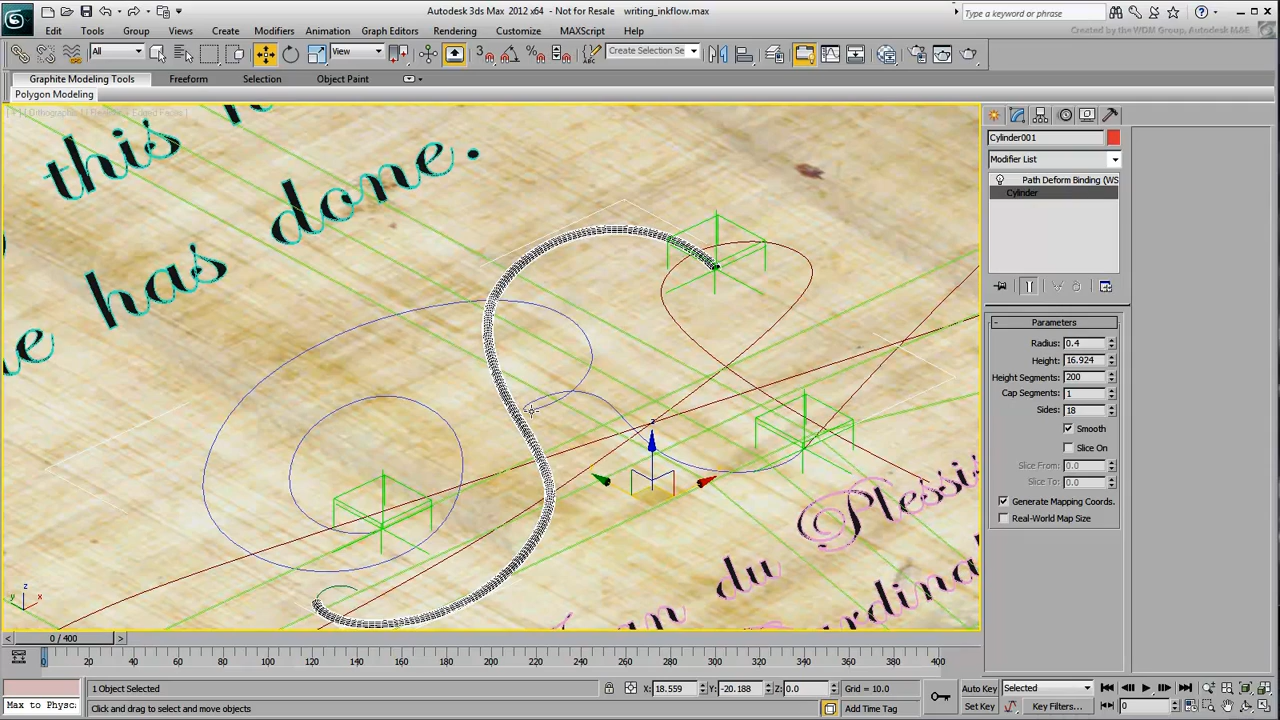 Autodesk 3ds Max 2012 x64 - Not for Resale writing_inkflow.max
Type a keyword or phrase
Edit Tools Group Views Create Modifiers Animation Graph Editors Rendering Customize MAXScript Help
Created by the WDM Group, Autodesk M&E
All View Create Selection Se
Graphite Modeling Tools Freeform Selection Object Paint
Polygon Modeling
this
done.
has
du Plessis
Cylinder001
Modifier List
Path Deform Binding (WS
Cylinder
- Parameters
Radius: 0.4
Height: 16.924
Height Segments: 200
Cap Segments: 1
Sides: 18
Smooth
Slice On
Slice From: 0.0
Slice To: 0.0
Generate Mapping Coords.
Real-World Map Size
z
z
y x
< 0 / 400 >
0 20 40 60 80 100 120 140 160 180 200 220 240 260 280 300 320 340 360 380 400
1 Object Selected X: 18.559 Y: -20.188 Z: 0.0 Grid = 10.0 Auto Key Selected
Max to Physc Click and drag to select and move objects Add Time Tag Set Key Key Filters... 0